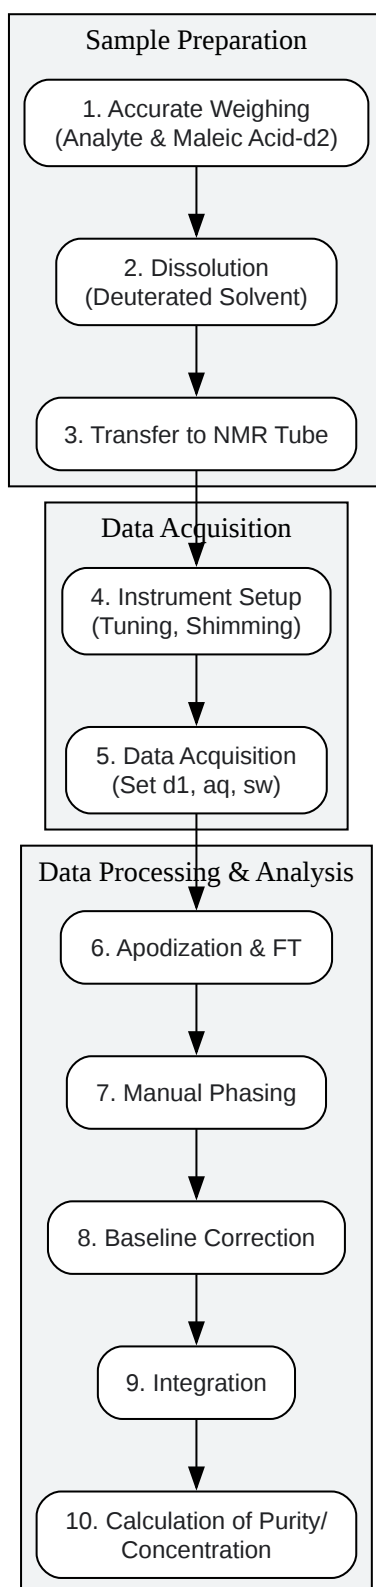 Sample Preparation
1. Accurate Weighing
(Analyte & Maleic Acid-d2)
2. Dissolution
(Deuterated Solvent)
3. Transfer to NMR Tube
Data Acquisition
4. Instrument Setup
(Tuning, Shimming)
5. Data Acquisition
(Set d1, aq, sw)
Data Processing & Analysis
6. Apodization & FT
7. Manual Phasing
8. Baseline Correction
9. Integration
10. Calculation of Purity/
Concentration